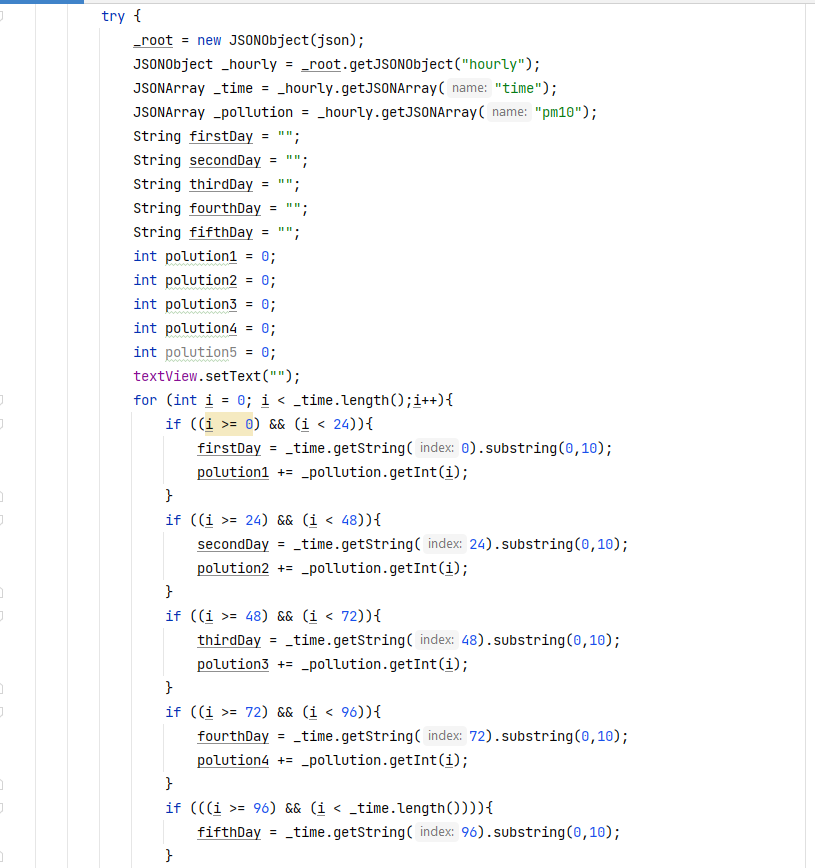 try {
_root = new JSONObject(json);
JSONObject _hourly = _root.getJSONObject("hourly");
JSONArray _time = _hourly.getJSONArray( name: "time");
JSONArray _pollution = _hourly.getJSONArray( name: "pm10");
String firstDay = "";
String secondDay = "";
String thirdDay = "";
String fourthDay = "";
String fifthDay = "";
int polution1 = 0;
int polution2 = 0;
int polution3 = 0;
int polution4 = 0;
int polution5 = 0;
textView.setText("");
for (int i = 0; i < _time.length();i++){
if ((i >= 0) && (i < 24)){
firstDay = _time.getString( index: 0).substring(0,10);
polution1 += _pollution.getInt(i);
}
if ((i >= 24) && (i < 48)){
secondDay = _time.getString( index: 24).substring(0,10);
polution2 += _pollution.getInt(i);
}
if ((i >= 48) && (i < 72)){
thirdDay = _time.getString( index: 48).substring(0,10);
polution3 += _pollution.getInt(i);
}
if ((i >= 72) && (i < 96)){
fourthDay = _time.getString( index: 72).substring(0,10);
polution4 += _pollution.getInt(i);
}
if (((i >= 96) && (i < _time.length()))){
fifthDay = _time.getString( index: 96).substring(0,10);
}